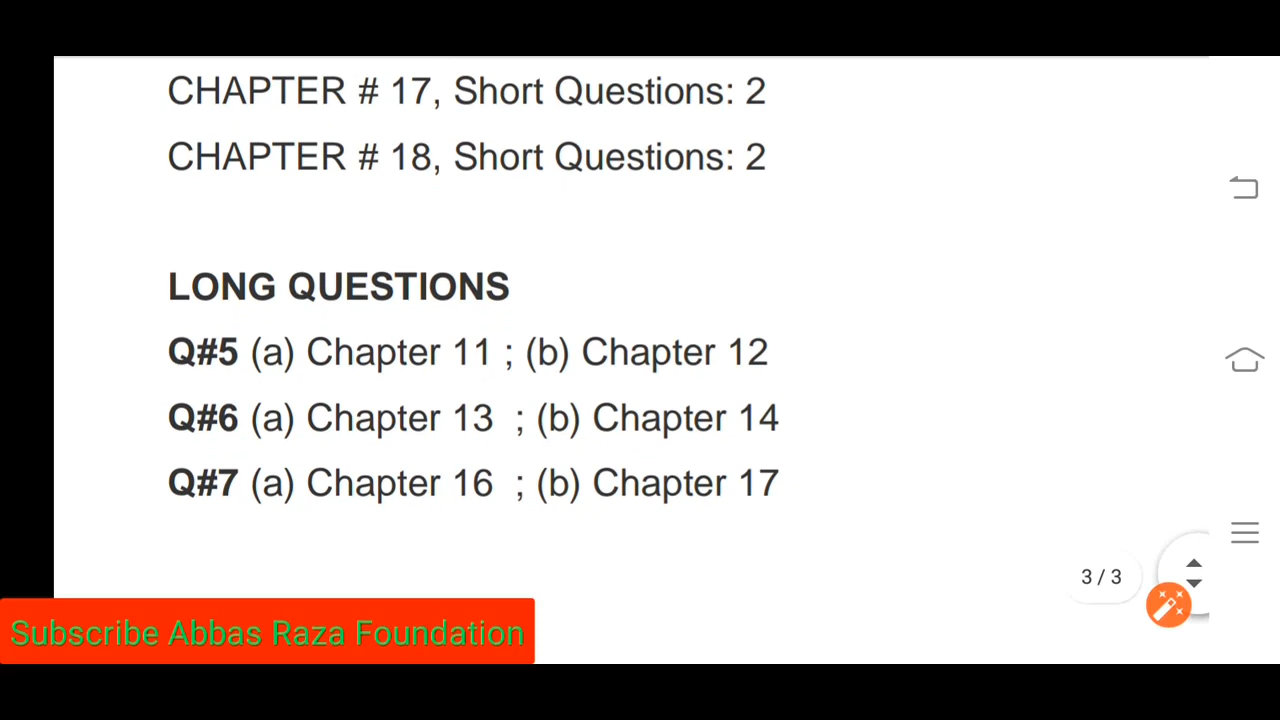 CHAPTER # 17, Short Questions: 2
CHAPTER # 18, Short Questions: 2
LONG QUESTIONS
Q#5 (a) Chapter 11 ; (b) Chapter 12
Q#6 (a) Chapter 13 ; (b) Chapter 14
Q#7 (a) Chapter 16 ; (b) Chapter 17
3 / 3
Subscribe Abbas Raza Foundation